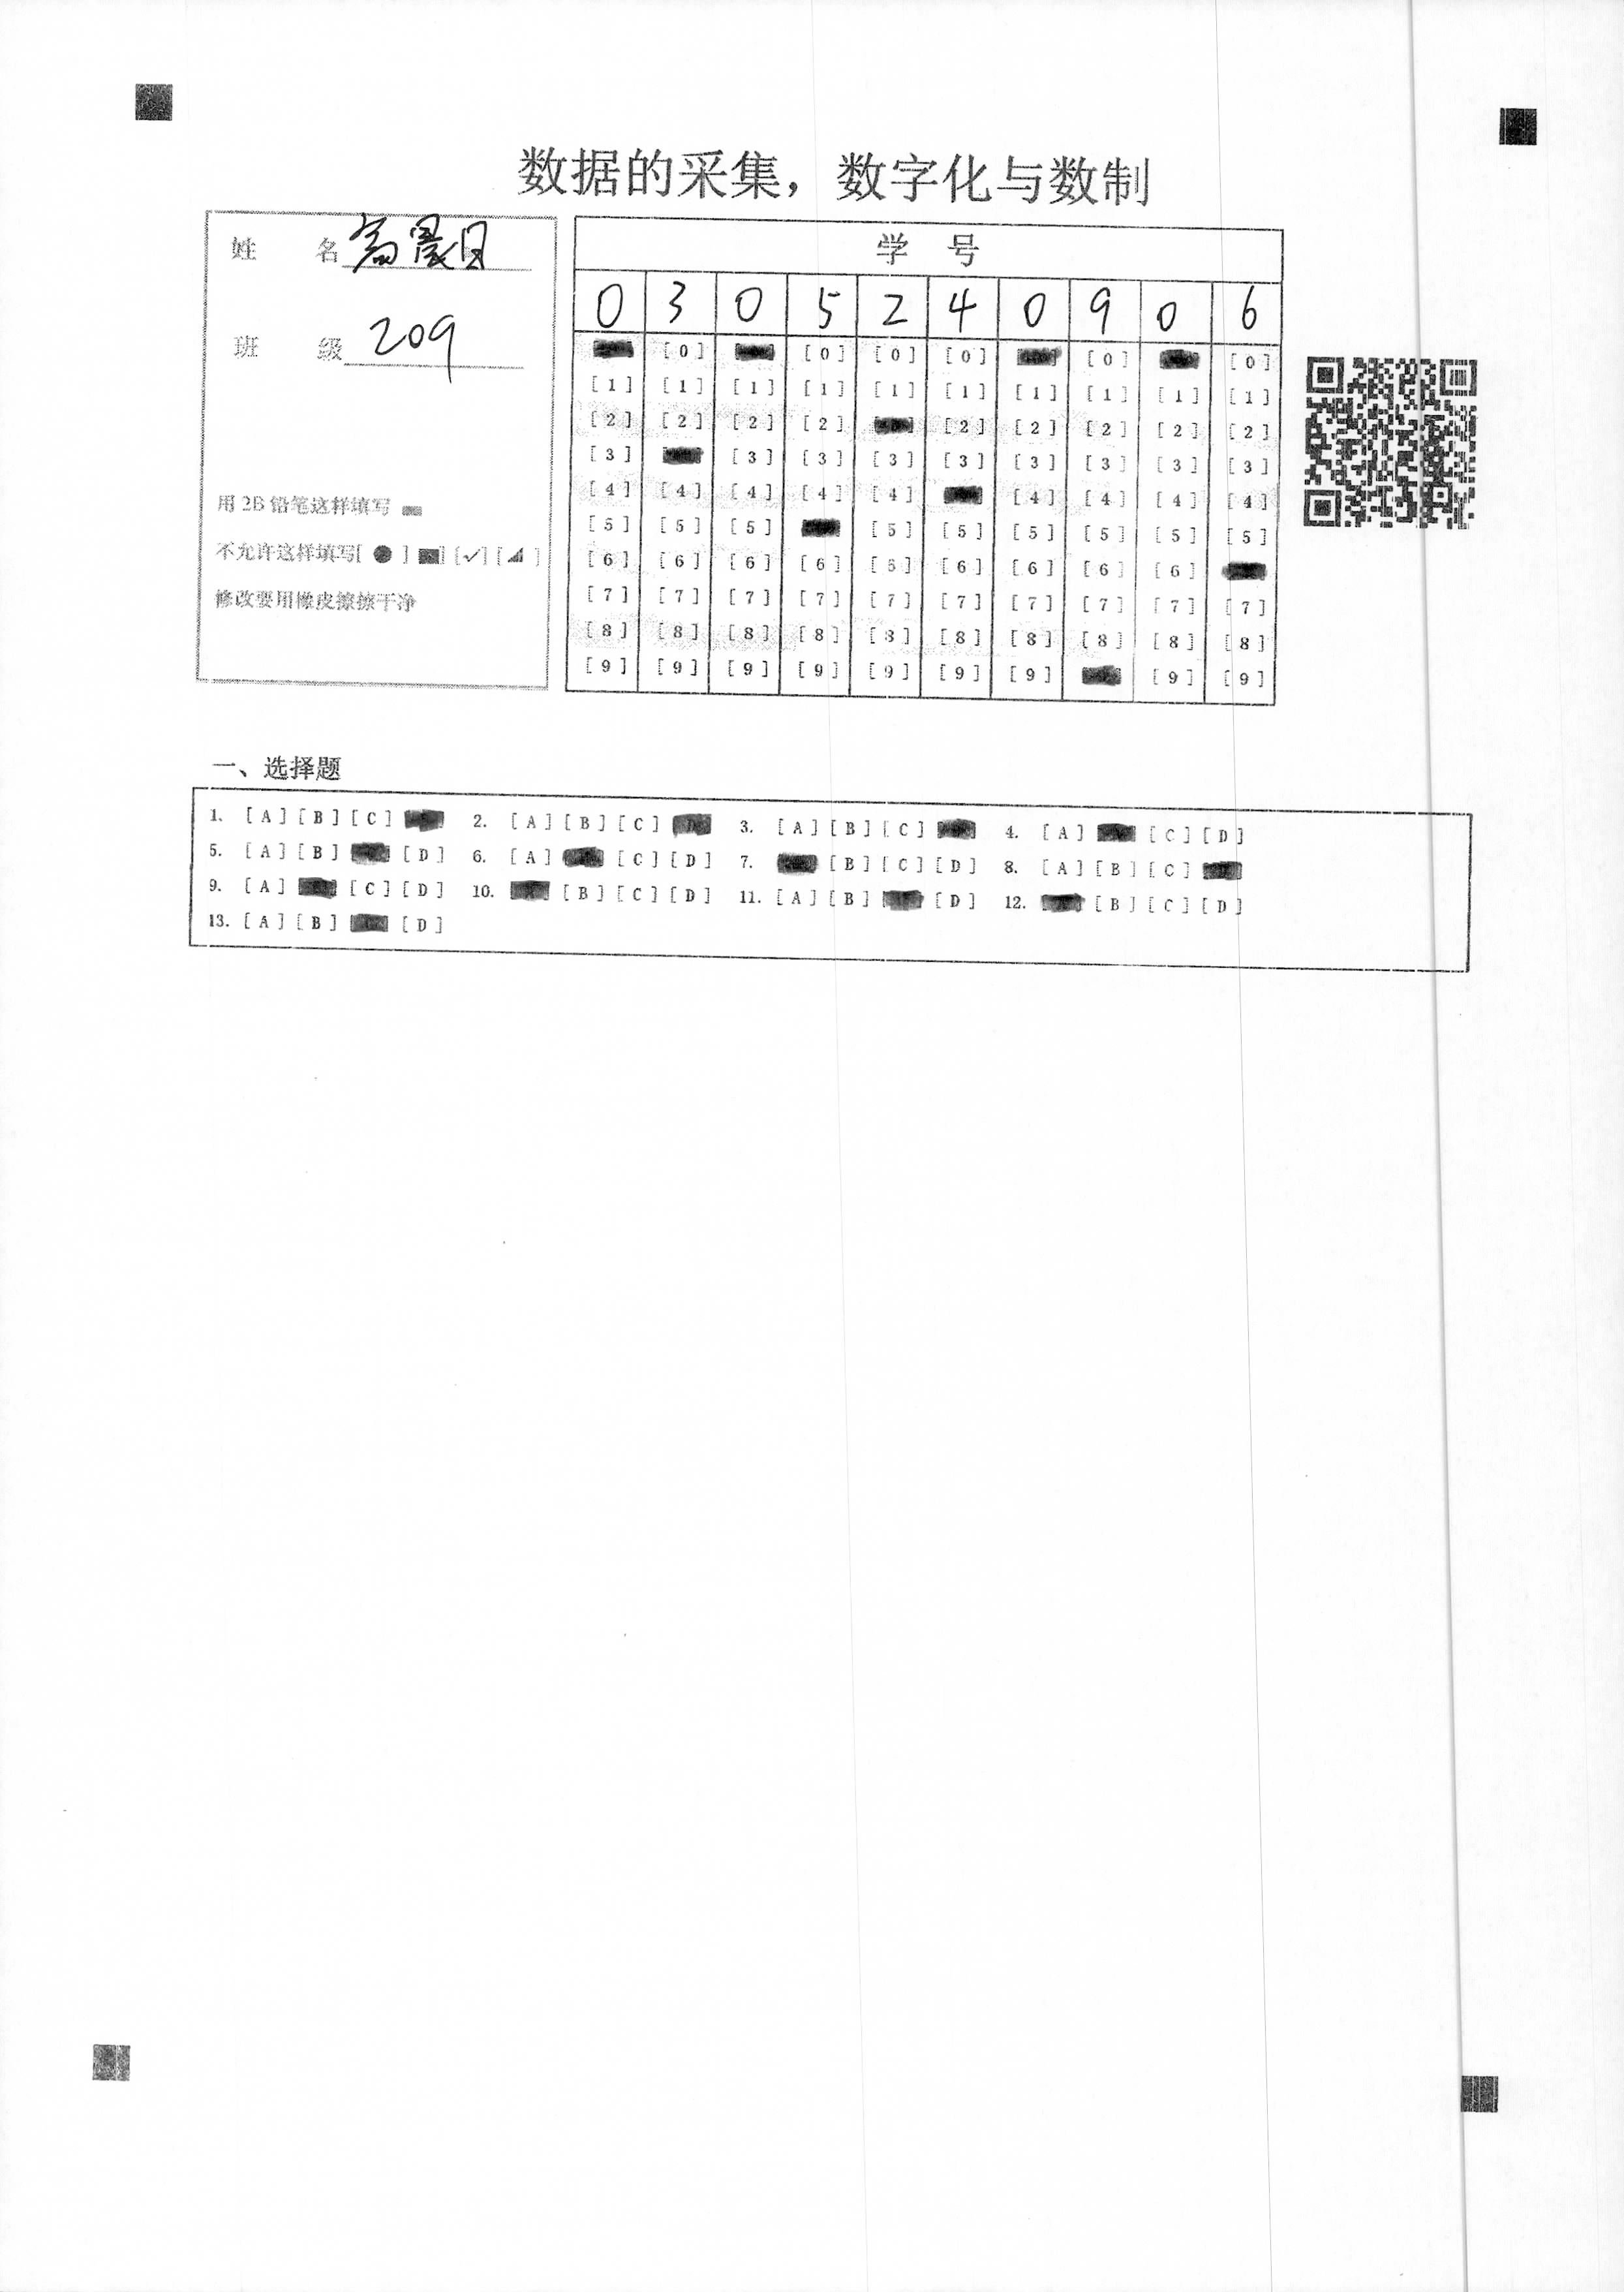 数据的采集，数字化与数制
姓 名 高晨
班 级 209
用 2B 铅笔这样填写
不允许这样填写[ ● ] [✓] [ ]
修改要用橡皮擦擦干净
学 号
0 3 0 5 2 4 0 9 0 6
[0] [0] [0] [0] [0] [0]
[1] [1] [1] [1] [1] [1] [1] [1] [1] [1]
[2] [2] [2] [2] [2] [2] [2] [2] [2]
[3] [3] [3] [3] [3] [3] [3] [3] [3]
[4] [4] [4] [4] [4] [4] [4] [4] [4]
[5] [5] [5] [5] [5] [5] [5] [5] [5]
[6] [6] [6] [6] [6] [6] [6] [6] [6]
[7] [7] [7] [7] [7] [7] [7] [7] [7] [7]
[8] [8] [8] [8] [8] [8] [8] [8] [8] [8]
[9] [9] [9] [9] [9] [9] [9] [9] [9]
一、选择题
1. [A] [B] [C] 2. [A] [B] [C] 3. [A] [B] [C] 4. [A] [C] [D]
5. [A] [B] [D] 6. [A] [C] [D] 7. [B] [C] [D] 8. [A] [B] [C]
9. [A] [C] [D] 10. [B] [C] [D] 11. [A] [B] [D] 12. [B] [C] [D]
13. [A] [B] [D]